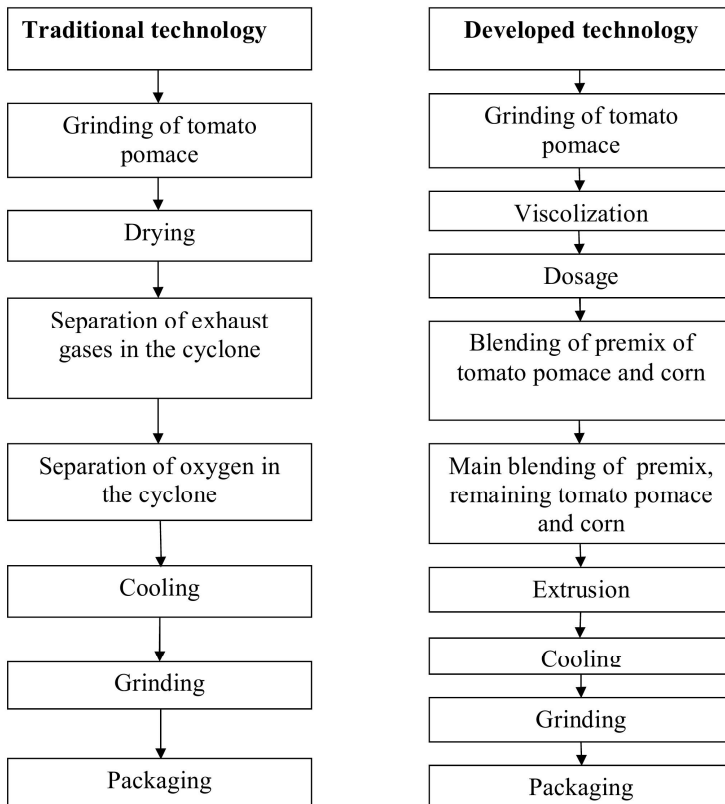 Traditional technology
Grinding of tomato
pomace
Drying
Separation of exhaust
gases in the cyclone
Separation of oxygen in
the cyclone
Cooling
Grinding
Packaging
Developed technology
Grinding of tomato
pomace
Viscolization
Dosage
Blending of premix of
tomato pomace and corn
Main blending of premix,
remaining tomato pomace
and corn
Extrusion
Cooling
Grinding
Packaging